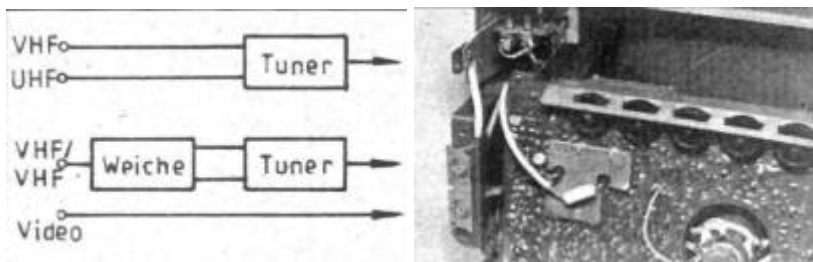 VHF
UHF
Tuner
VHF/
VHF
Weiche
Tuner
Video